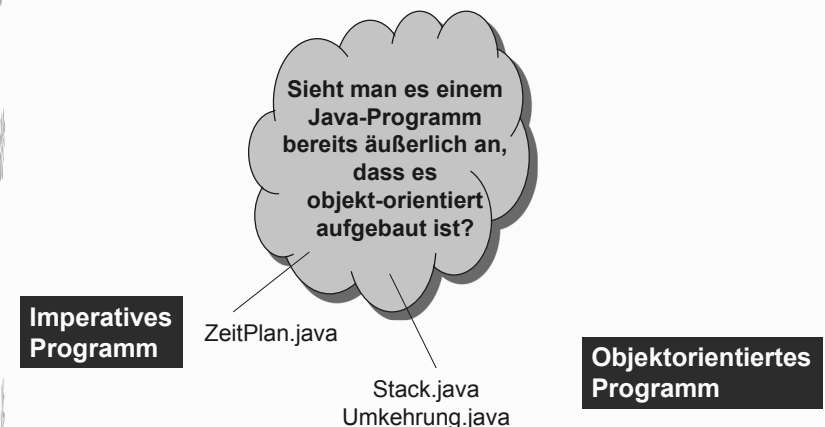 Sieht man es einem
Java-Programm
bereits äußerlich an,
dass es
objekt-orientiert
aufgebaut ist?
Imperatives
Programm
ZeitPlan.java
Stack.java
Umkehrung.java
Objektorientiertes
Programm